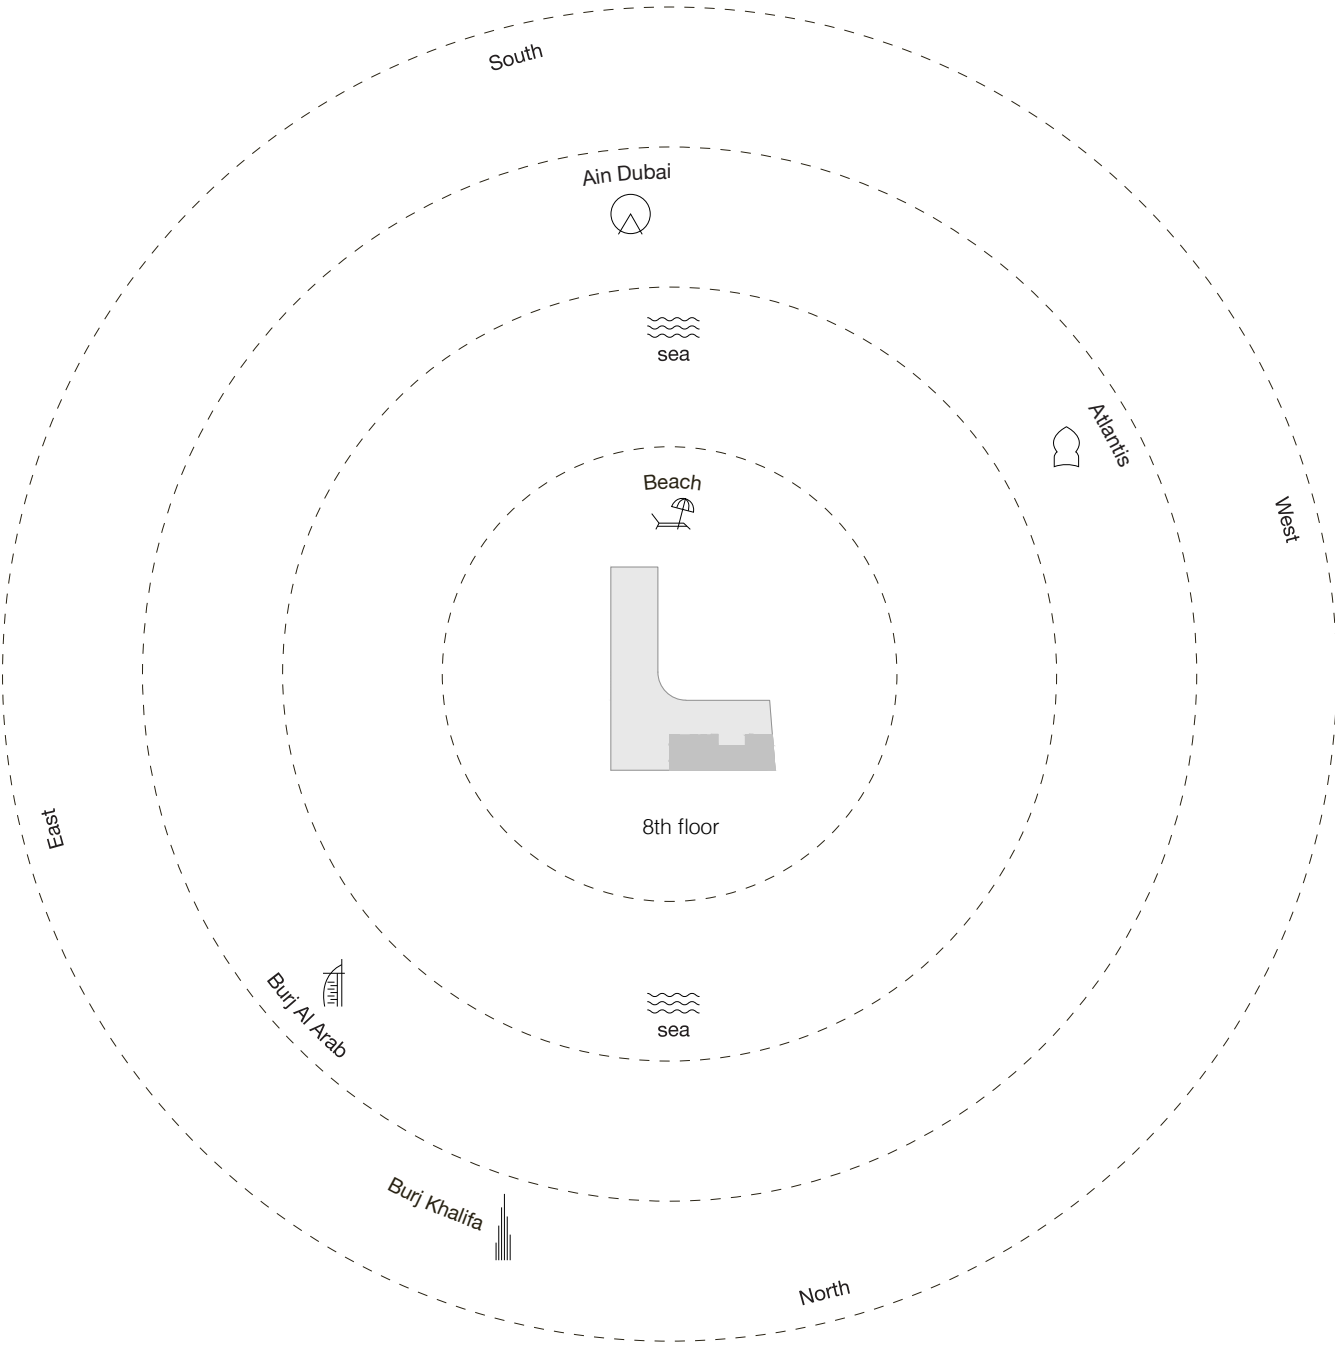 South
Ain Dubai
sea
Atlantis
Beach
West
East
8th floor
Burj Al Arab
sea
Burj Khalifa
North